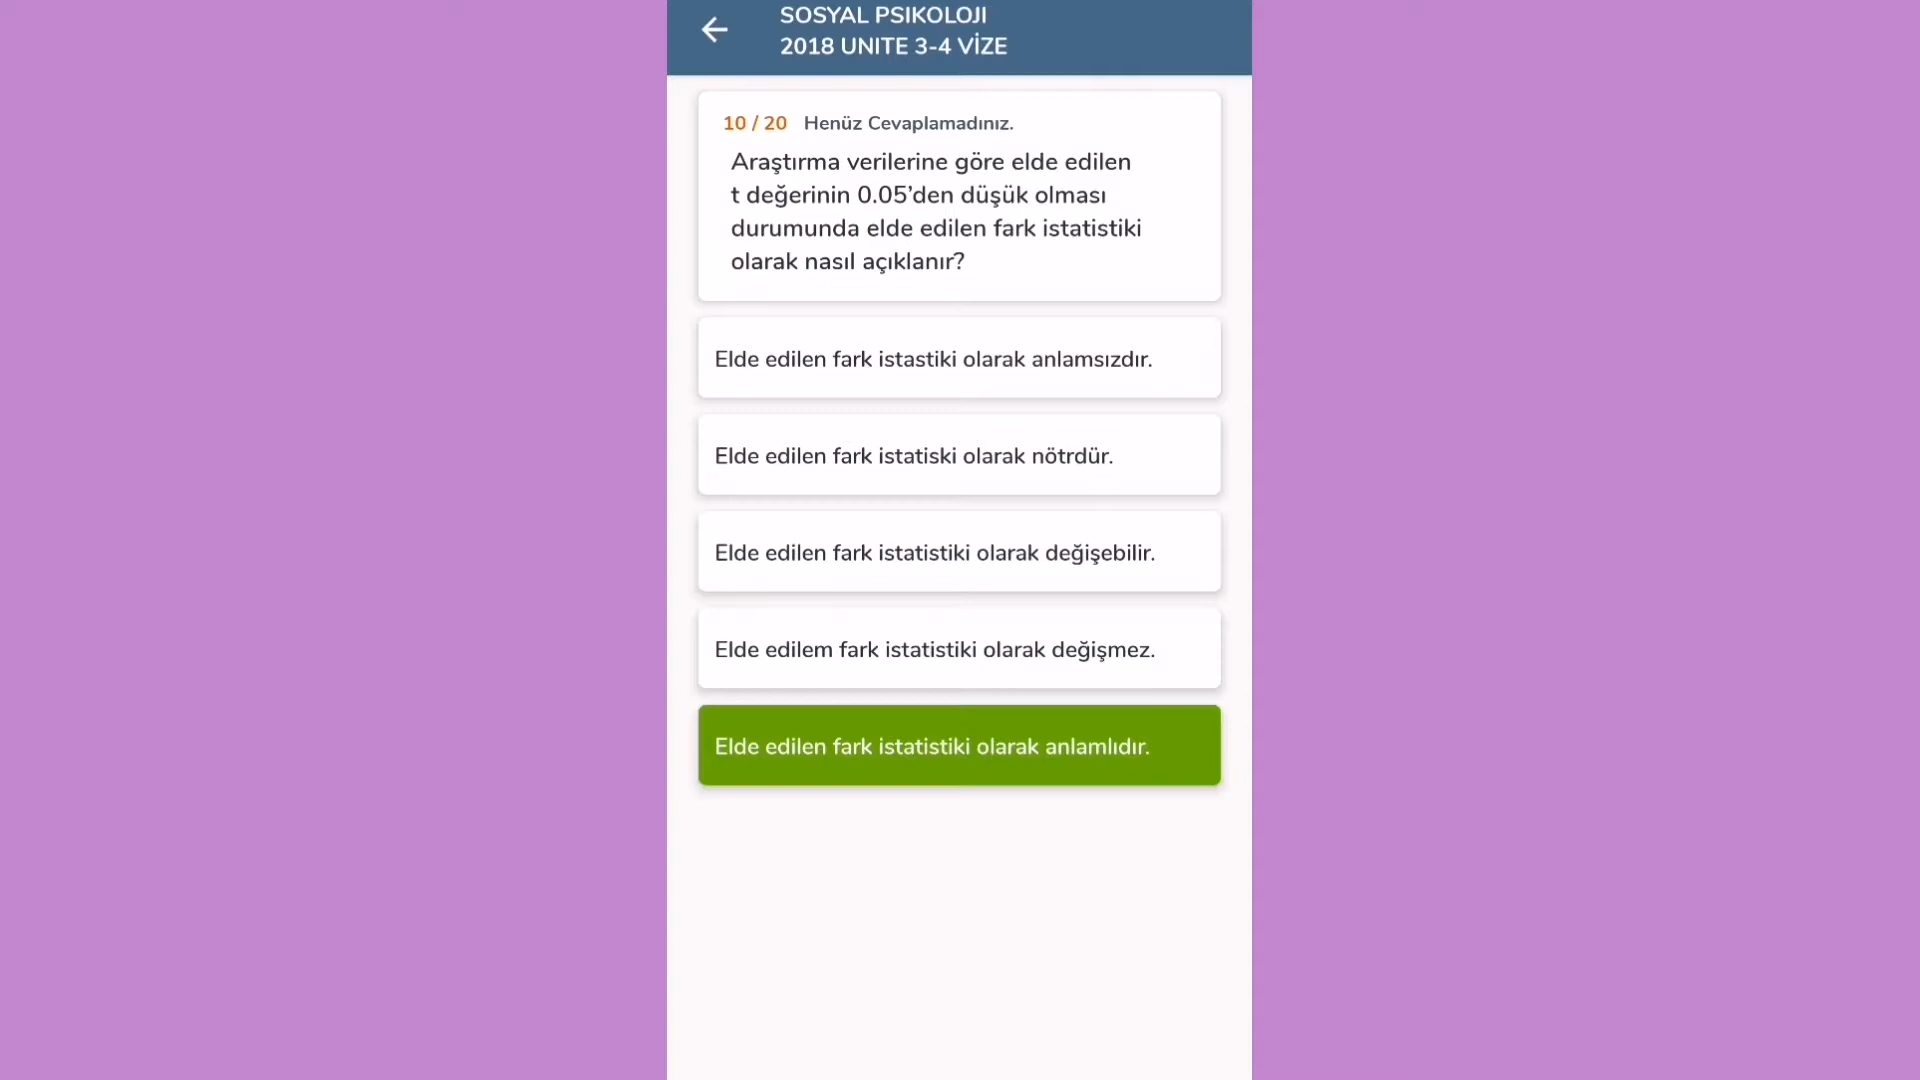 SOSYAL PSIKOLOJI
2018 UNITE 3-4 VİZE
10 / 20 Henüz Cevaplamadınız.
Araştırma verilerine göre elde edilen
t değerinin 0.05’den düşük olması
durumunda elde edilen fark istatistiki
olarak nasıl açıklanır?
Elde edilen fark istastiki olarak anlamsızdır.
Elde edilen fark istatiski olarak nötrdür.
Elde edilen fark istatistiki olarak değişebilir.
Elde edilem fark istatistiki olarak değişmez.
Elde edilen fark istatistiki olarak anlamlıdır.